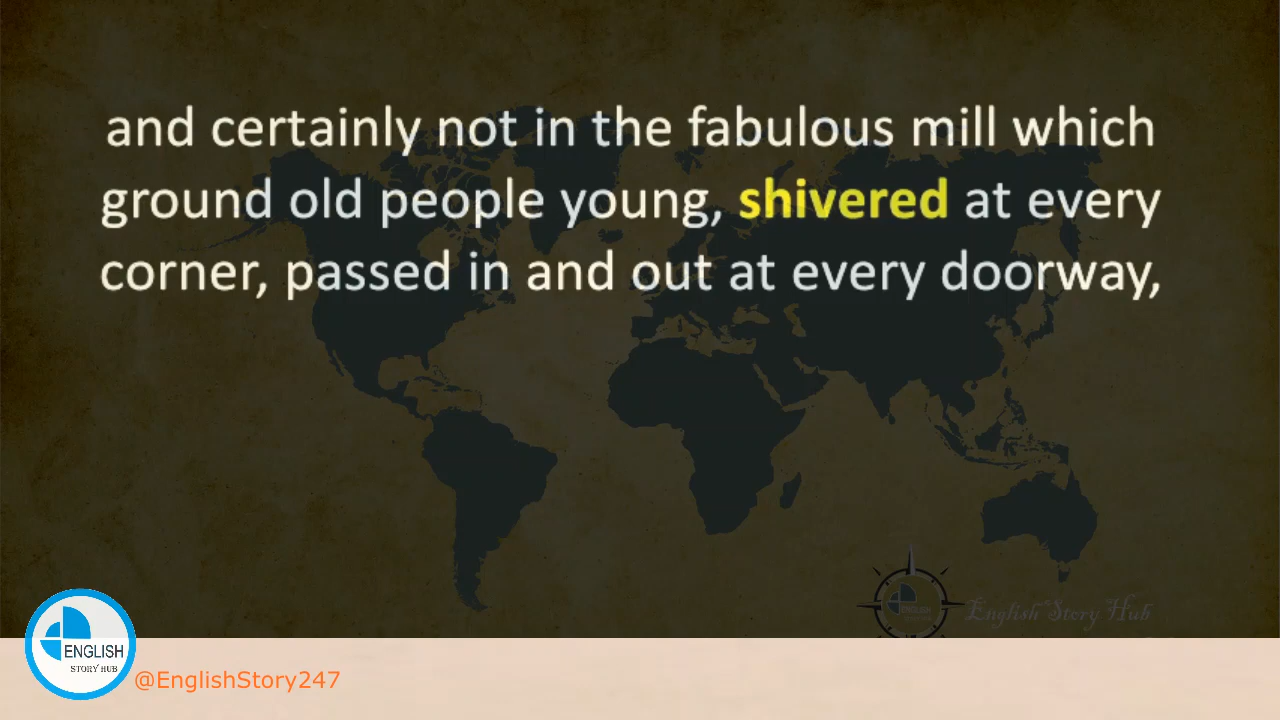 and certainly not in the fabulous mill which
ground old people young, shivered at every
corner, passed in and out at every doorway,
English Story Hub
ENGLISH
STORY HUB
@EnglishStory247